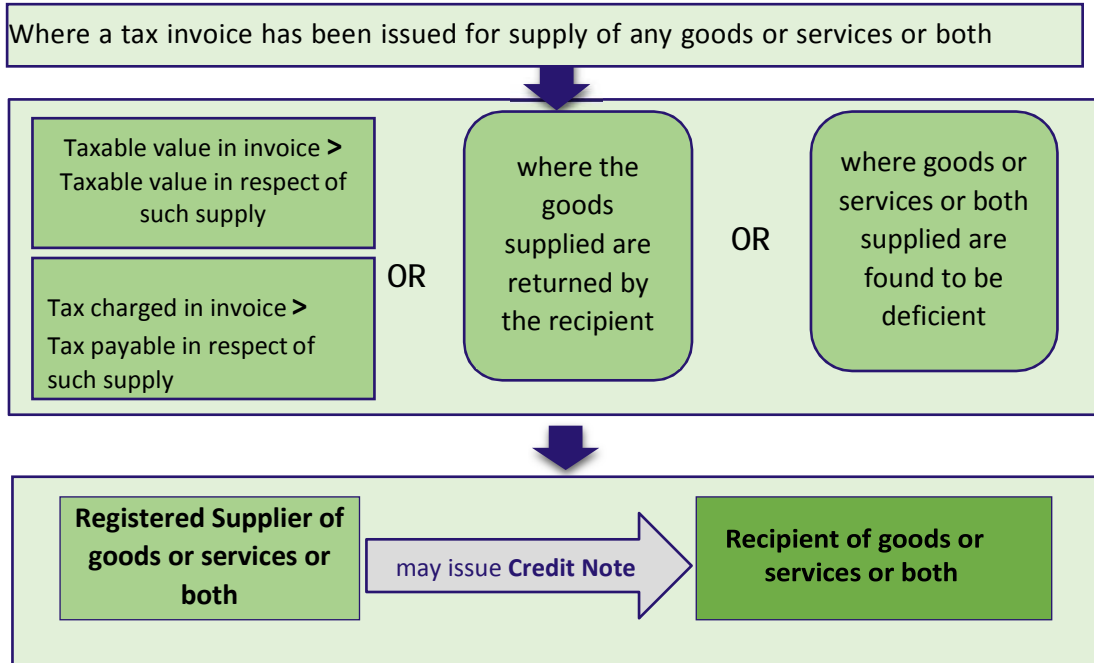 Where a tax invoice has been issued for supply of any goods or services or both
Taxable value in invoice >
Taxable value in respect of
such supply
Tax charged in invoice >
Tax payable in respect of
such supply
OR
where the
goods
supplied are
returned by
the recipient
OR
where goods or
services or both
supplied are
found to be
deficient
Registered Supplier of
goods or services or
both
may issue Credit Note
Recipient of goods or
services or both